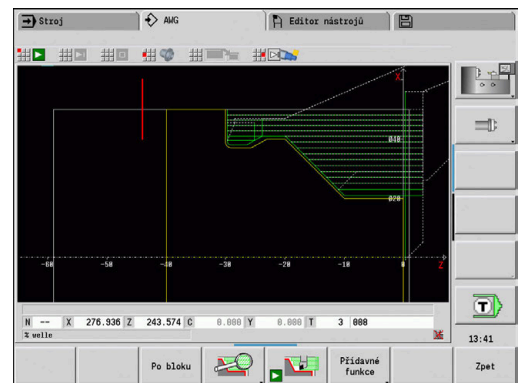 Stroj AWG Editor nástrojů
X
ø40
ø20
-60 -50 -40 -30 -20 -10 0 Z
N -- X 276.936 Z 243.574 C 0.000 Y 0.000 T 3 000
% welle
T
13:41
Po bloku Přídavné funkce Zpet